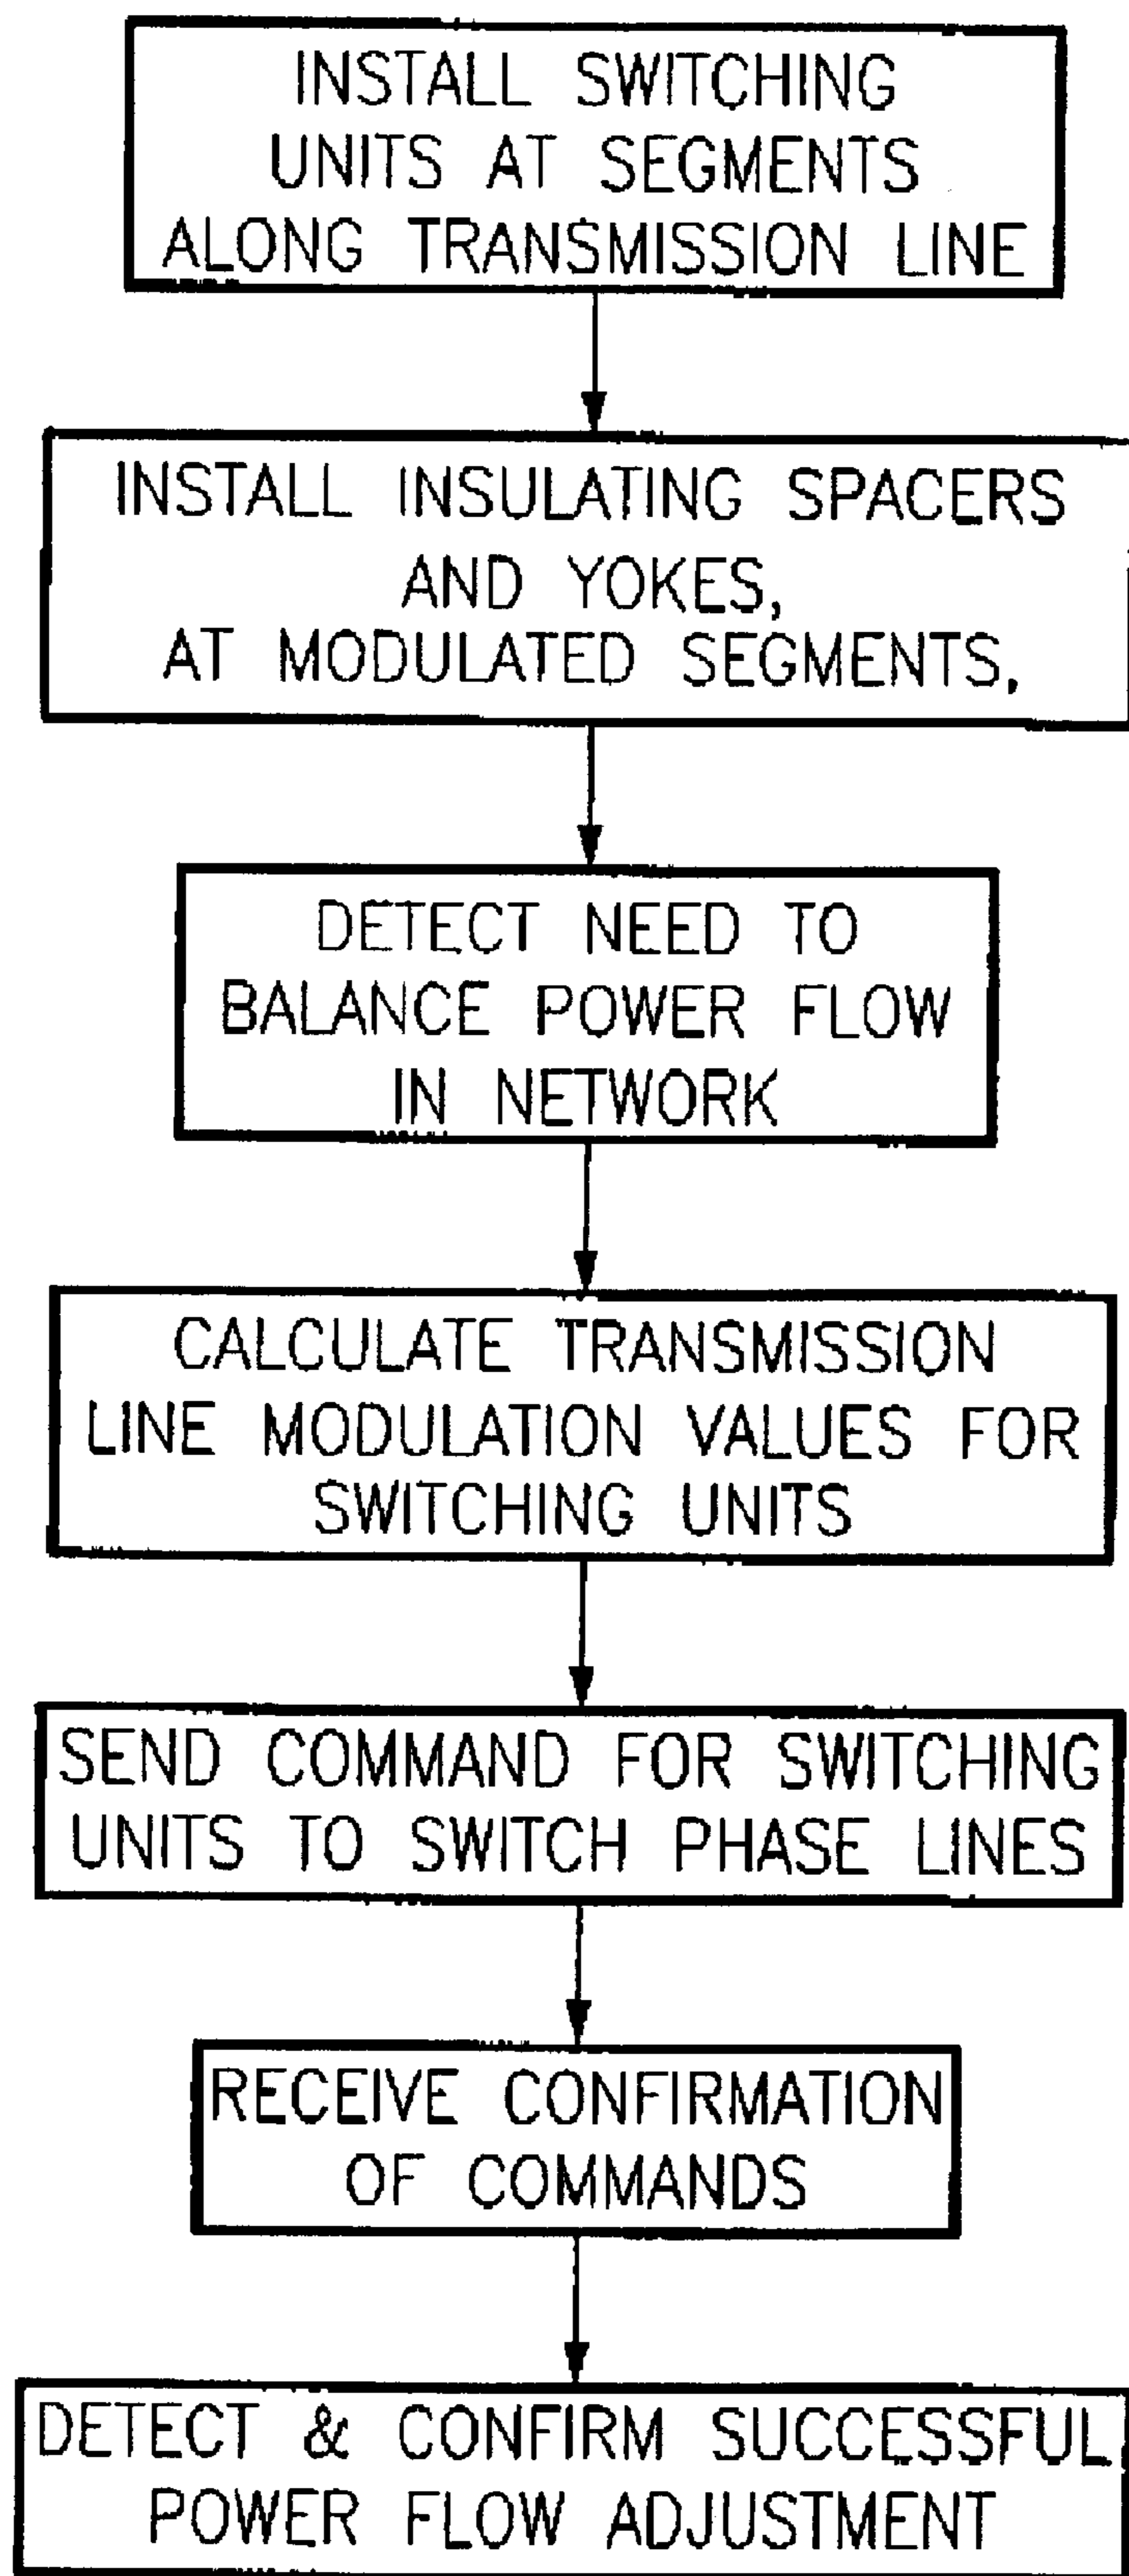 INSTALL SWITCHING
UNITS AT SEGMENTS
ALONG TRANSMISSION LINE
INSTALL INSULATING SPACERS
AND YOKES,
AT MODULATED SEGMENTS,
DETECT NEED TO
BALANCE POWER FLOW
IN NETWORK
CALCULATE TRANSMISSION
LINE MODULATION VALUES FOR
SWITCHING UNITS
SEND COMMAND FOR SWITCHING
UNITS TO SWITCH PHASE LINES
RECEIVE CONFIRMATION
OF COMMANDS
DETECT & CONFIRM SUCCESSFUL
POWER FLOW ADJUSTMENT